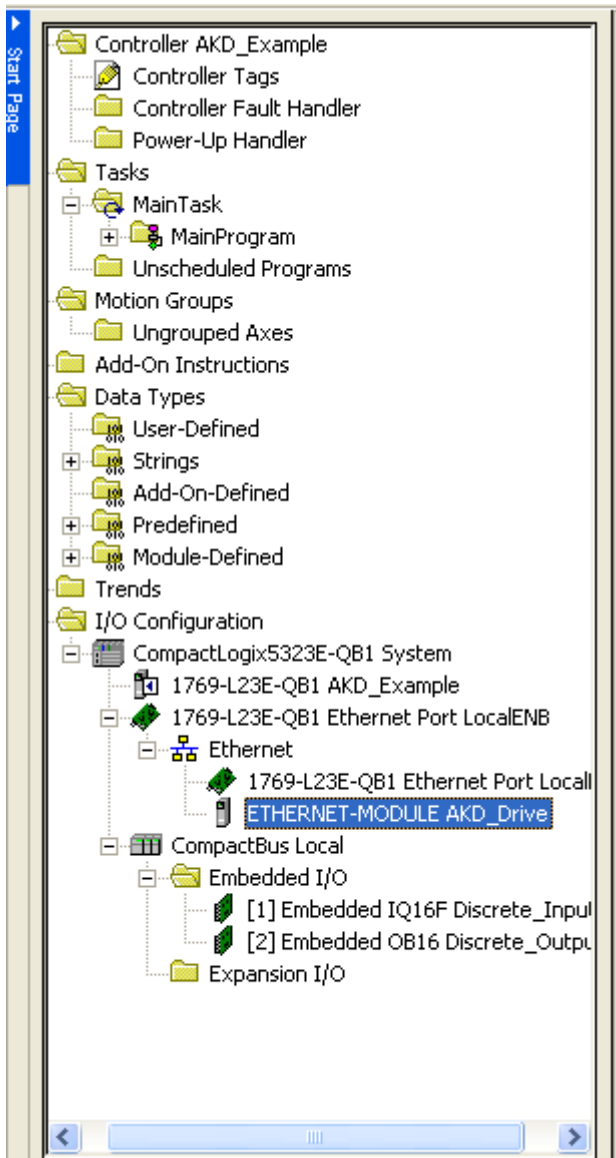 Start Page
Controller AKD_Example
Controller Tags
Controller Fault Handler
Power-Up Handler
Tasks
MainTask
MainProgram
Unscheduled Programs
Motion Groups
Ungrouped Axes
Add-On Instructions
Data Types
User-Defined
Strings
Add-On-Defined
Predefined
Module-Defined
Trends
I/O Configuration
CompactLogix5323E-QB1 System
1769-L23E-QB1 AKD_Example
1769-L23E-QB1 Ethernet Port LocalENB
Ethernet
1769-L23E-QB1 Ethernet Port Local
ETHERNET-MODULE AKD_Drive
CompactBus Local
Embedded I/O
[1] Embedded IQ16F Discrete_Input
[2] Embedded OB16 Discrete_Outpu
Expansion I/O